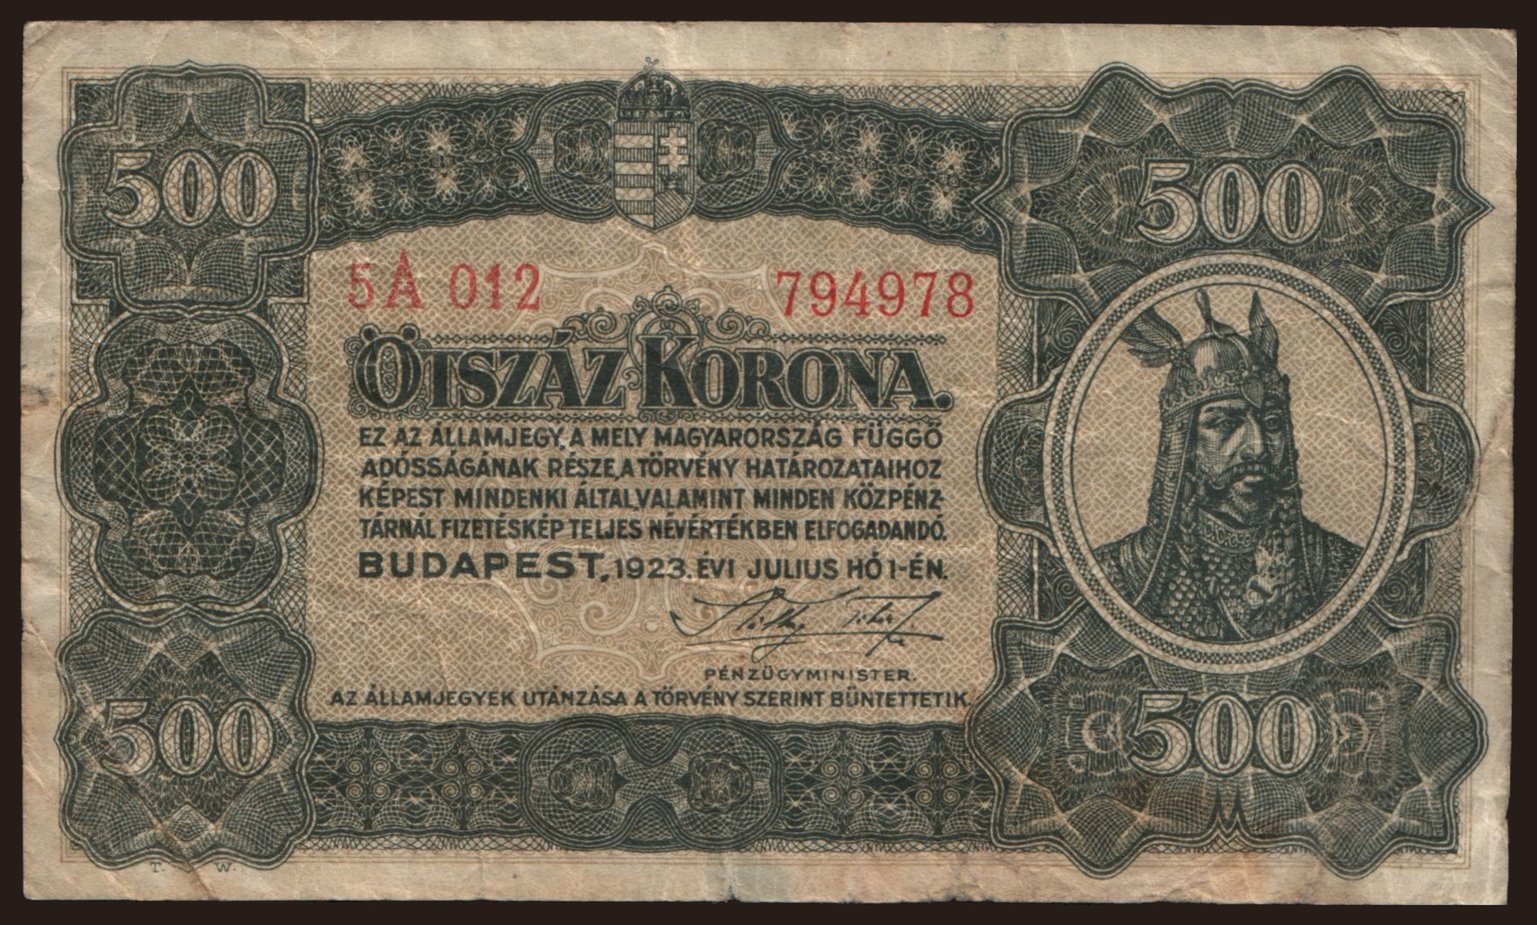 500
500
5A 012
794978
ÖTSZÁZ KORONA.
EZ AZ ÁLLAMJEGY, A MELY MAGYARORSZÁG FÜGGŐ
ADÓSSÁGÁNAK RÉSZE, A TÖRVÉNY HATÁROZATAIHOZ
KÉPEST MINDENKI ÁLTAL, VALAMINT MINDEN KÖZPÉNZ-
TÁRNÁL FIZETÉSKÉP TELJES NÉVÉRTÉKBEN ELFOGADANDÓ.
BUDAPEST, 1923. ÉVI JULIUS HÓ 1-ÉN.
PÉNZÜGYMINISTER.
AZ ÁLLAMJEGYEK UTÁNZÁSA A TÖRVÉNY SZERINT BÜNTETTETIK.
500
500
T. W.